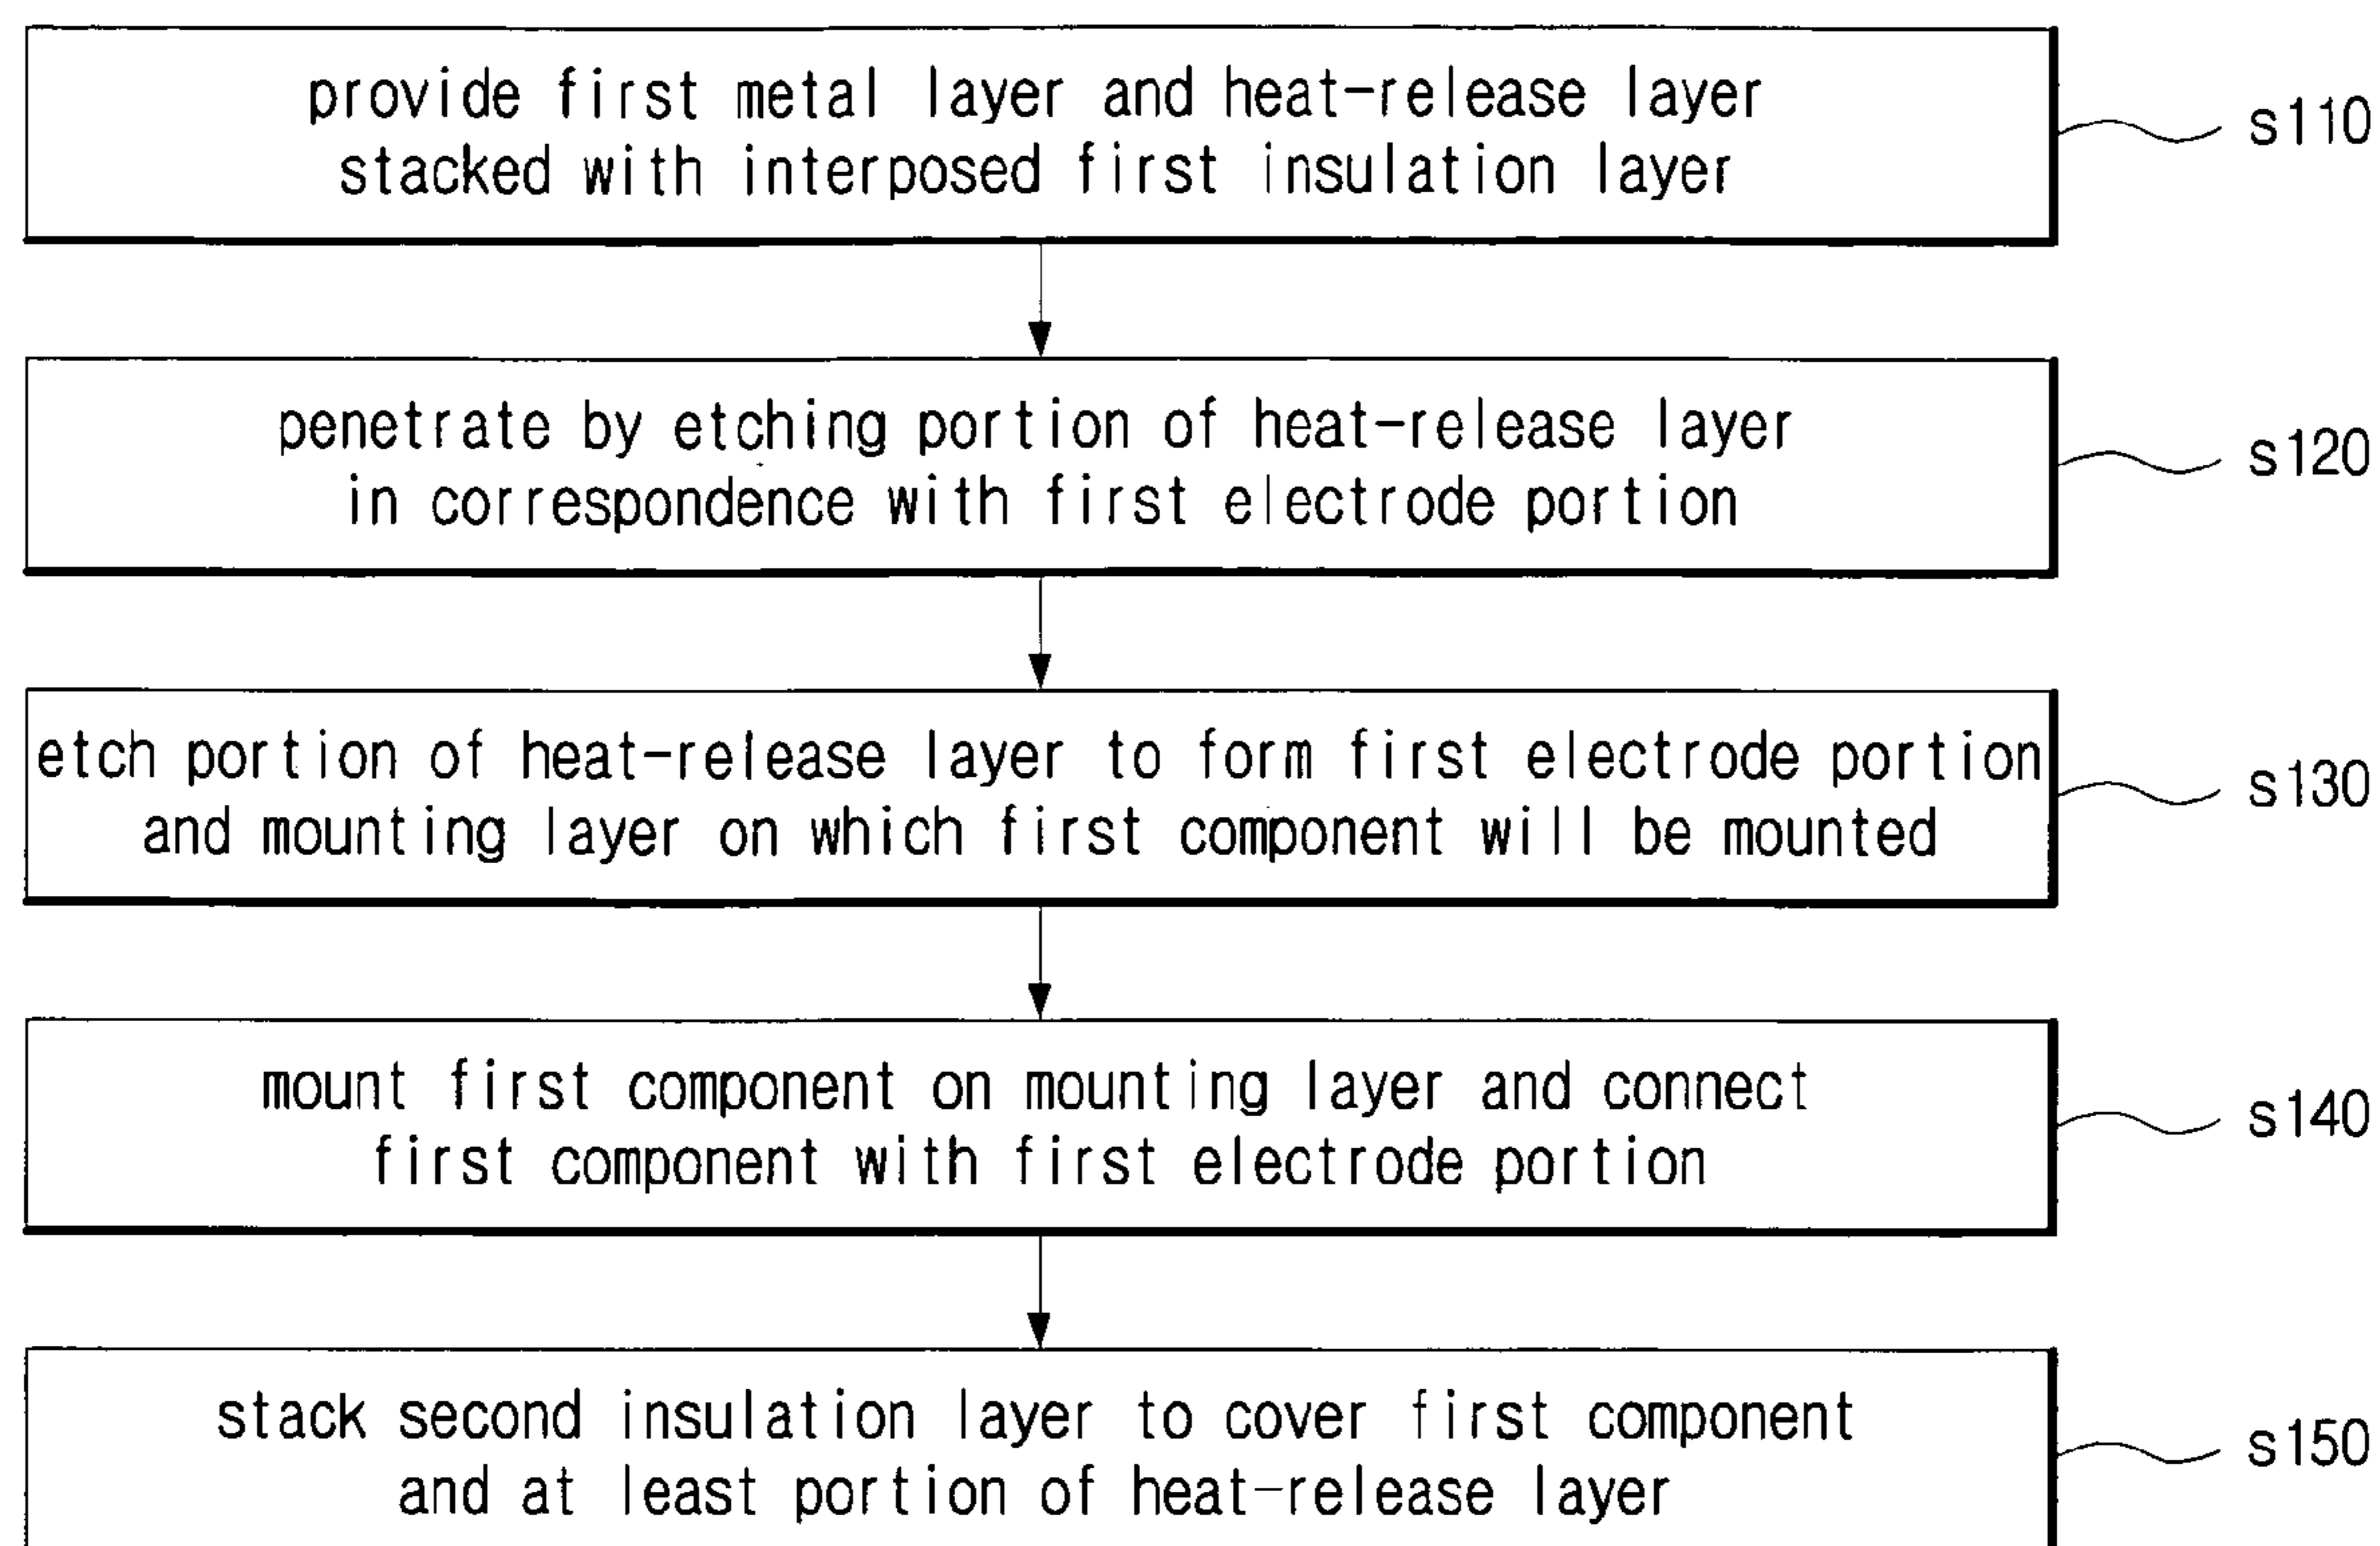 provide first metal layer and heat-release layer
stacked with interposed first insulation layer
s110
penetrate by etching portion of heat-release layer
in correspondence with first electrode portion
s120
etch portion of heat-release layer to form first electrode portion
and mounting layer on which first component will be mounted
s130
mount first component on mounting layer and connect
first component with first electrode portion
s140
stack second insulation layer to cover first component
and at least portion of heat-release layer
s150